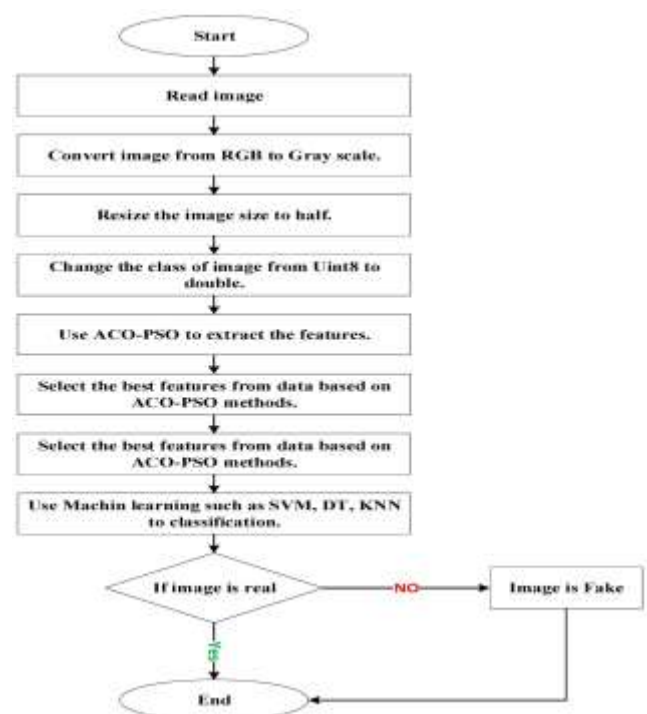 Start
Read image
Convert image from RGB to Gray scale.
Resize the image size to half.
Change the class of image from Uint8 to
double.
Use ACO-PSO to extract the features.
Select the best features from data based on
ACO-PSO methods.
Select the best features from data based on
ACO-PSO methods.
Use Machin learning such as SVM, DT, KNN
to classification.
If image is real
NO
Image is Fake
Yes
End